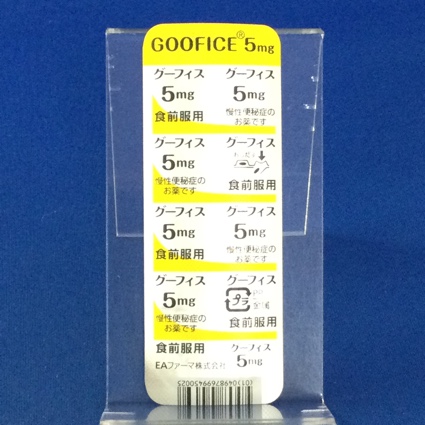 GOOFICE® 5mg
グーフィス グーフィス
5mg 5mg
食前服用 慢性便秘症の
お薬です
グーフィス グーフィス
5mg
慢性便秘症の 食前服用
お薬です
グーフィス グーフィス
5mg 5mg
食前服用 慢性便秘症の
お薬です
グーフィス プラ
5mg
慢性便秘症の 食前服用
お薬です
食前服用 グーフィス
EAファーマ株式会社 5mg
(01)04987699450025